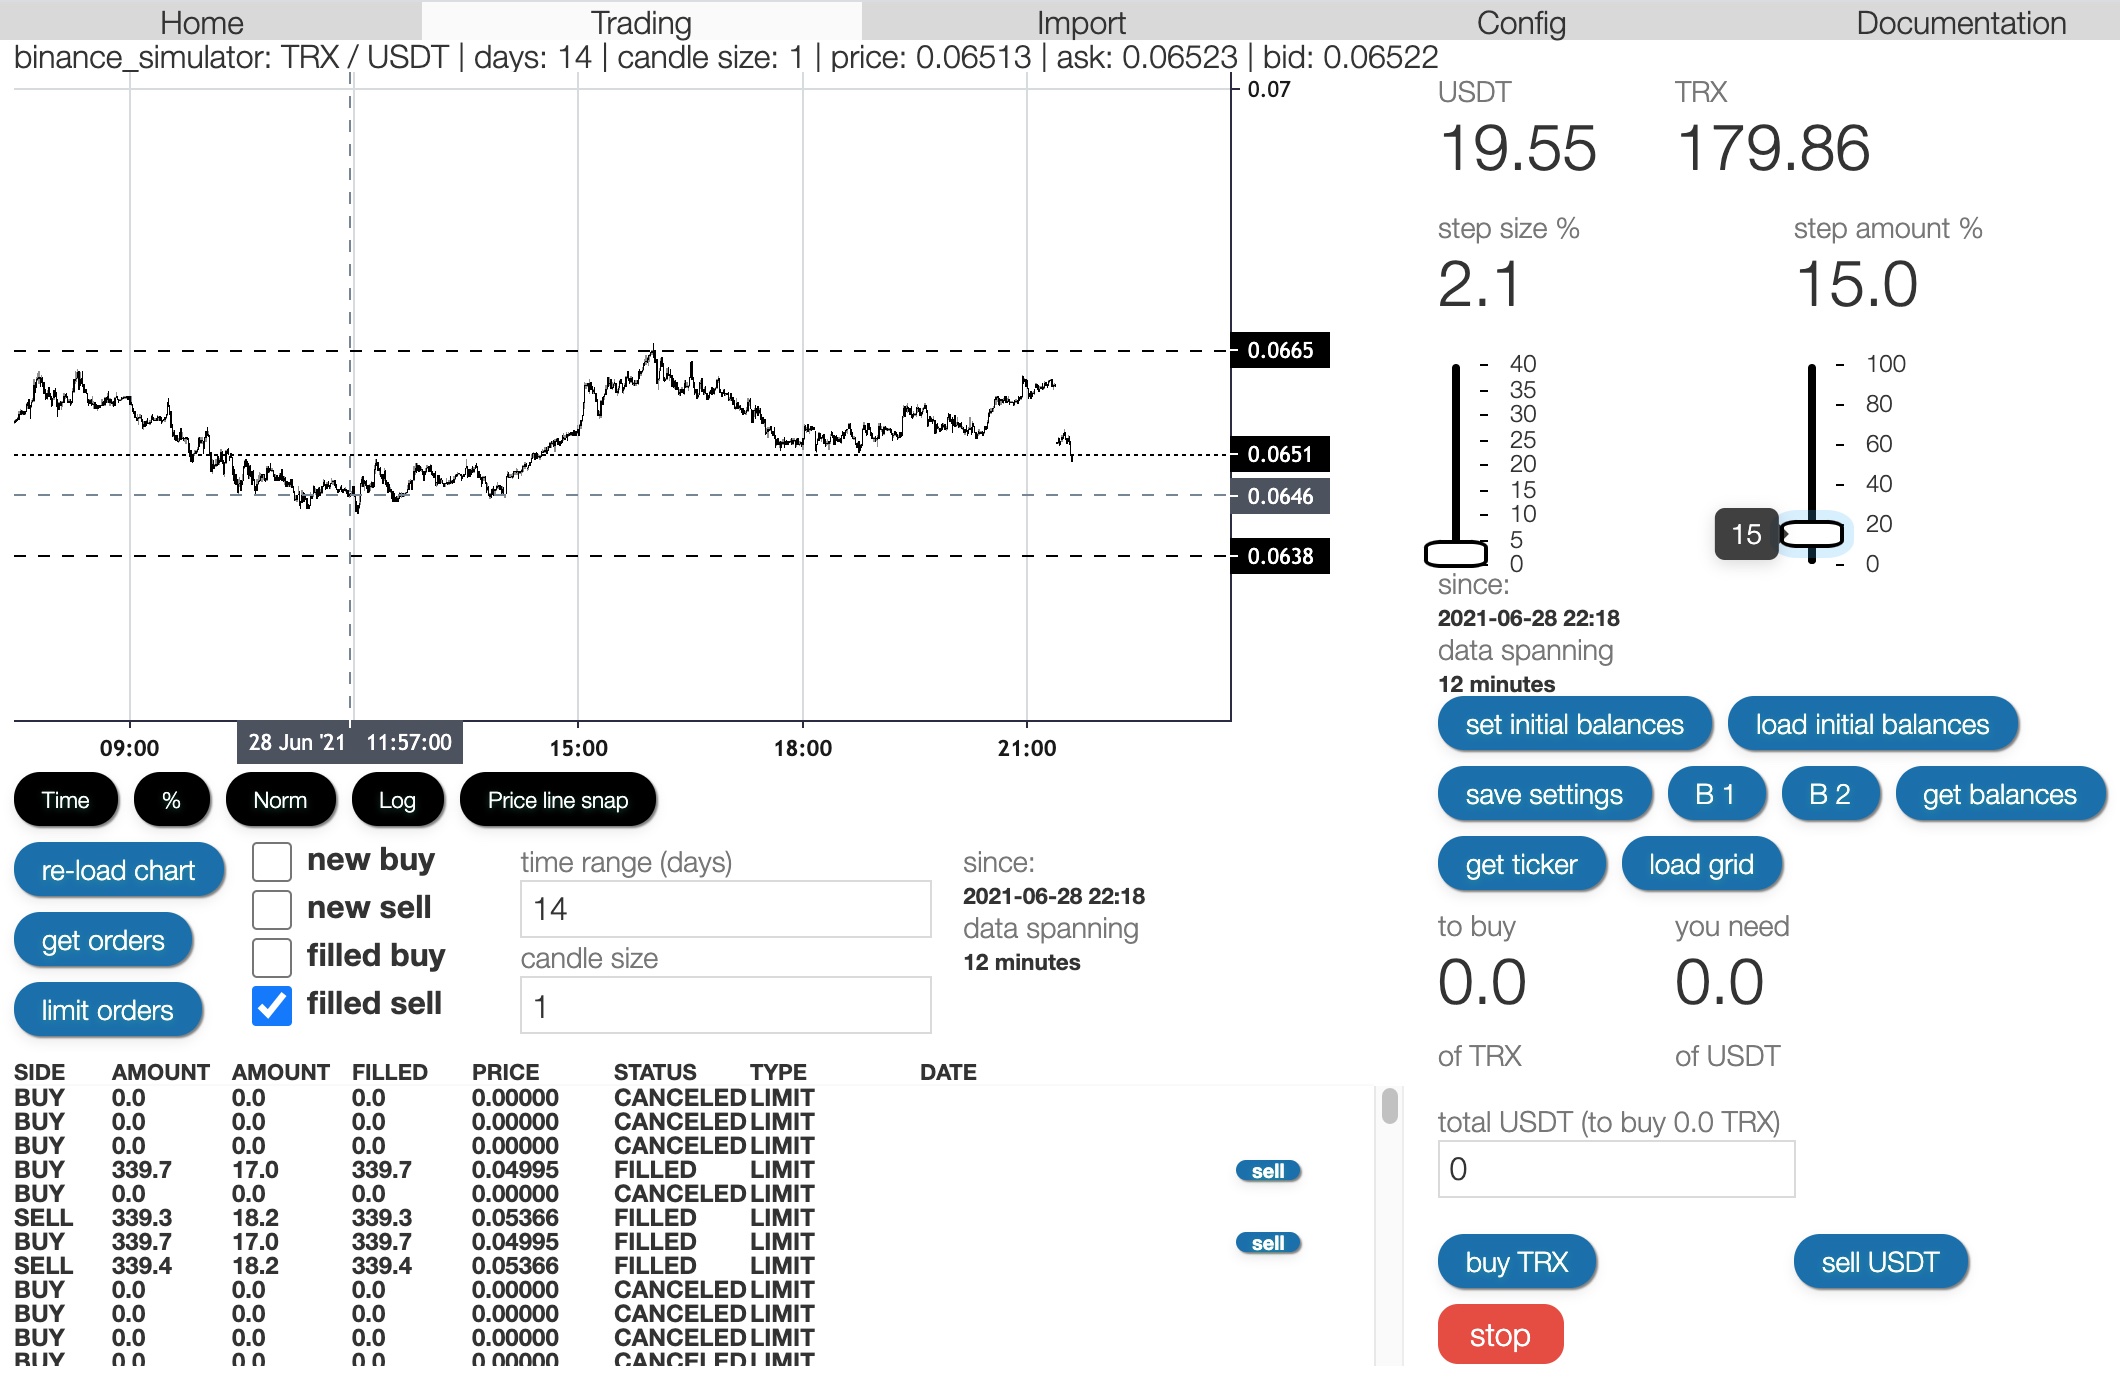 Home Trading Import Config Documentation
binance_simulator: TRX / USDT | days: 14 | candle size: 1 | price: 0.06513 | ask: 0.06523 | bid: 0.06522
0.07
0.0665
0.0651
0.0646
0.0638
09:00 28 Jun '21 11:57:00 15:00 18:00 21:00
Time % Norm Log Price line snap
re-load chart
get orders
limit orders
new buy
new sell
filled buy
filled sell
time range (days)
14
candle size
1
since:
2021-06-28 22:18
data spanning
12 minutes
SIDE AMOUNT AMOUNT FILLED PRICE STATUS TYPE DATE
BUY 0.0 0.0 0.0 0.00000 CANCELED LIMIT
BUY 0.0 0.0 0.0 0.00000 CANCELED LIMIT
BUY 0.0 0.0 0.0 0.00000 CANCELED LIMIT
BUY 339.7 17.0 339.7 0.04995 FILLED LIMIT sell
BUY 0.0 0.0 0.0 0.00000 CANCELED LIMIT
SELL 339.3 18.2 339.3 0.05366 FILLED LIMIT
BUY 339.7 17.0 339.7 0.04995 FILLED LIMIT sell
SELL 339.4 18.2 339.4 0.05366 FILLED LIMIT
BUY 0.0 0.0 0.0 0.00000 CANCELED LIMIT
BUY 0.0 0.0 0.0 0.00000 CANCELED LIMIT
BUY 0.0 0.0 0.0 0.00000 CANCELED LIMIT
BUY 0.0 0.0 0.0 0.00000 CANCELED LIMIT
USDT TRX
19.55 179.86
step size % step amount %
2.1 15.0
40
35
30
25
20
15
10
5
0
100
80
60
40
20
0
15
since:
2021-06-28 22:18
data spanning
12 minutes
set initial balances load initial balances
save settings B 1 B 2 get balances
get ticker load grid
to buy you need
0.0 0.0
of TRX of USDT
total USDT (to buy 0.0 TRX)
0
buy TRX sell USDT
stop